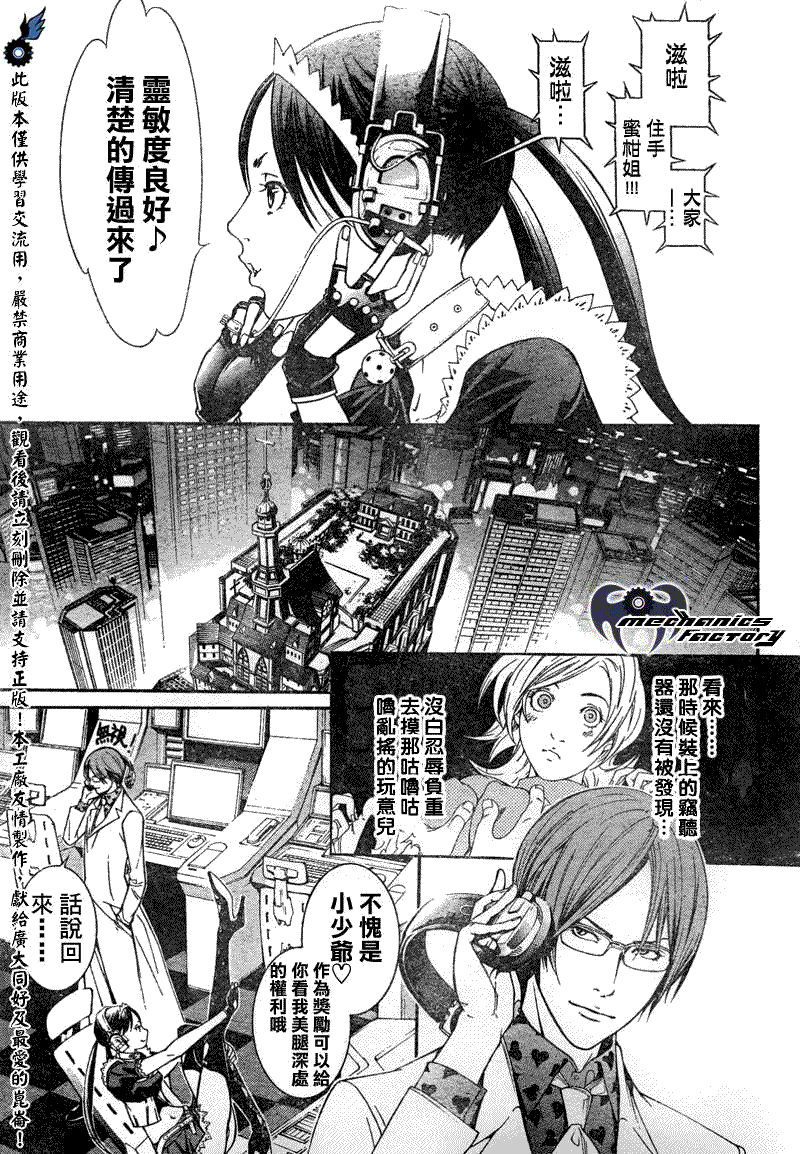 滋啦
住手
蜜柑姐!!!
大家
——……
滋啦…
靈敏度良好♪
清楚的傳過來了
mechanics
factory
看來……
那時候裝上的竊聽
器還沒有被發現…
沒白忍辱負重
去摸那咕嚕咕
嚕亂搖的玩意兒
無視!
不愧是
小少爺♡
作為獎勵可以給
你看我美腿深處
的權利哦
話說回
來……
此版本僅供學習交流用，嚴禁商業用途，觀看後請立刻刪除並請支持正版！本工廠友情製作，獻給廣大同好及最愛的崑崙！